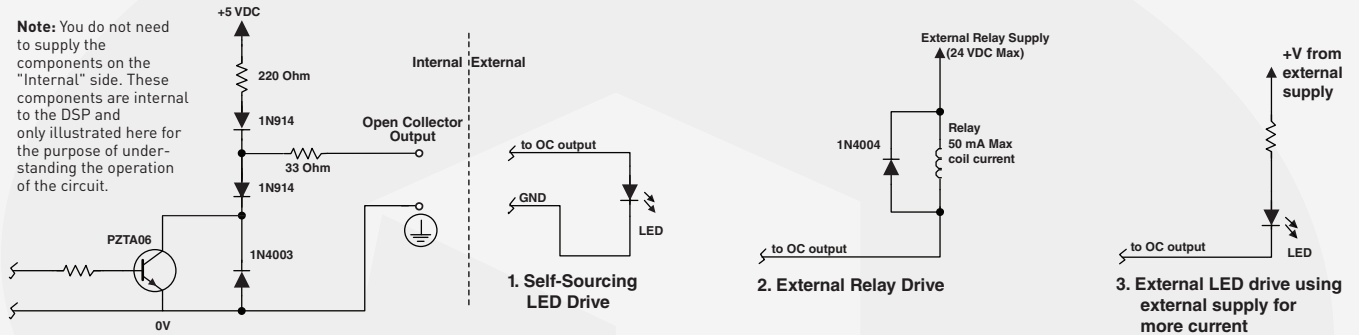 Note: You do not need
to supply the
components on the
"Internal" side. These
components are internal
to the DSP and
only illustrated here for
the purpose of under-
standing the operation
of the circuit.
+5 VDC
220 Ohm
1N914
33 Ohm
1N914
PZTA06
1N4003
0V
Internal
External
Open Collector
Output
to OC output
GND
LED
1. Self-Sourcing
LED Drive
External Relay Supply
(24 VDC Max)
1N4004
Relay
50 mA Max
coil current
to OC output
2. External Relay Drive
+V from
external
supply
to OC output
LED
3. External LED drive using
external supply for
more current